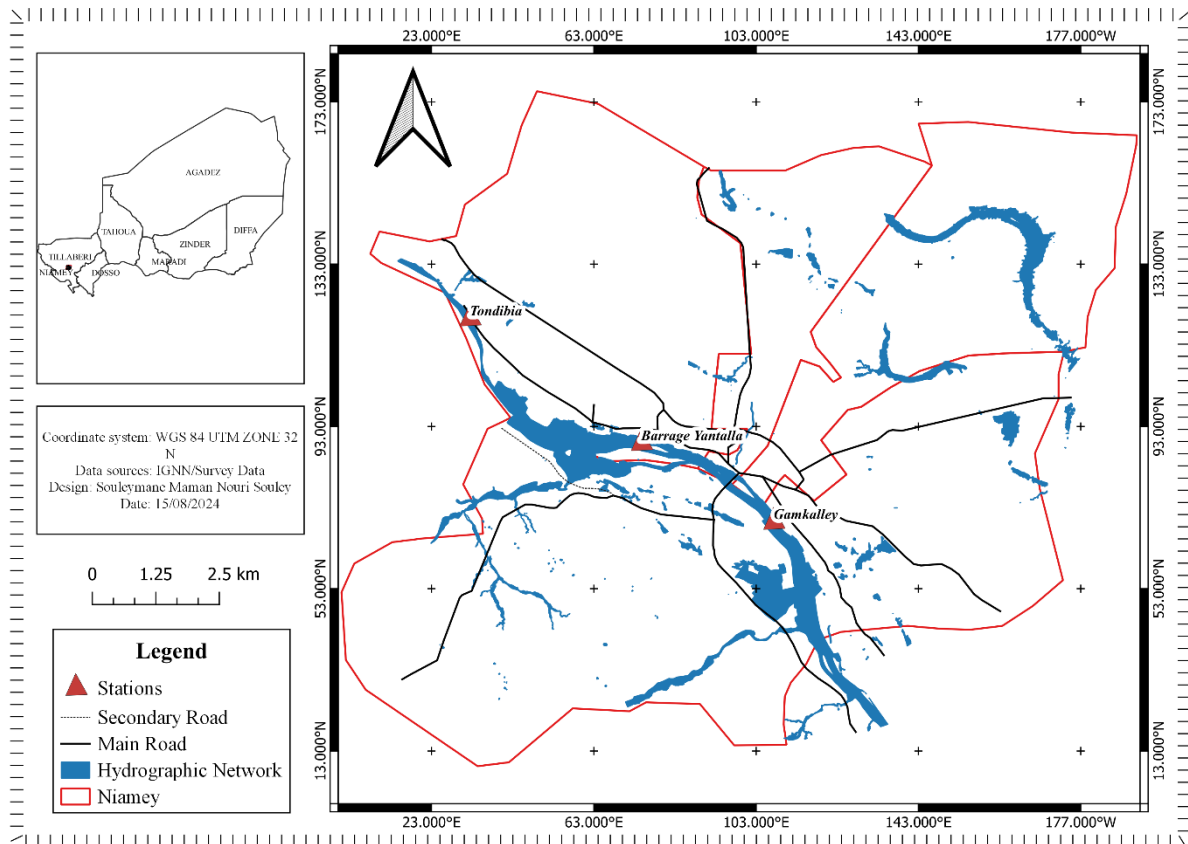 AGADEZ
TAHOUA
DIFFA
ZINDER
TILLABERI
MARADI
NIAMEY
DOSSO
Coordinate system: WGS 84 UTM ZONE 32
N
Data sources: IGNN/Survey Data
Design: Souleymane Maman Nouri Souley
Date: 15/08/2024
0 1.25 2.5 km
Legend
Stations
Secondary Road
Main Road
Hydrographic Network
Niamey
23.000°E 63.000°E 103.000°E 143.000°E 177.000°W
173.000°N
133.000°N
93.000°N
53.000°N
13.000°N
Tondibia
Barrage Yantalla
Gamkalley
173.000°N
133.000°N
93.000°N
53.000°N
13.000°N
23.000°E 63.000°E 103.000°E 143.000°E 177.000°W